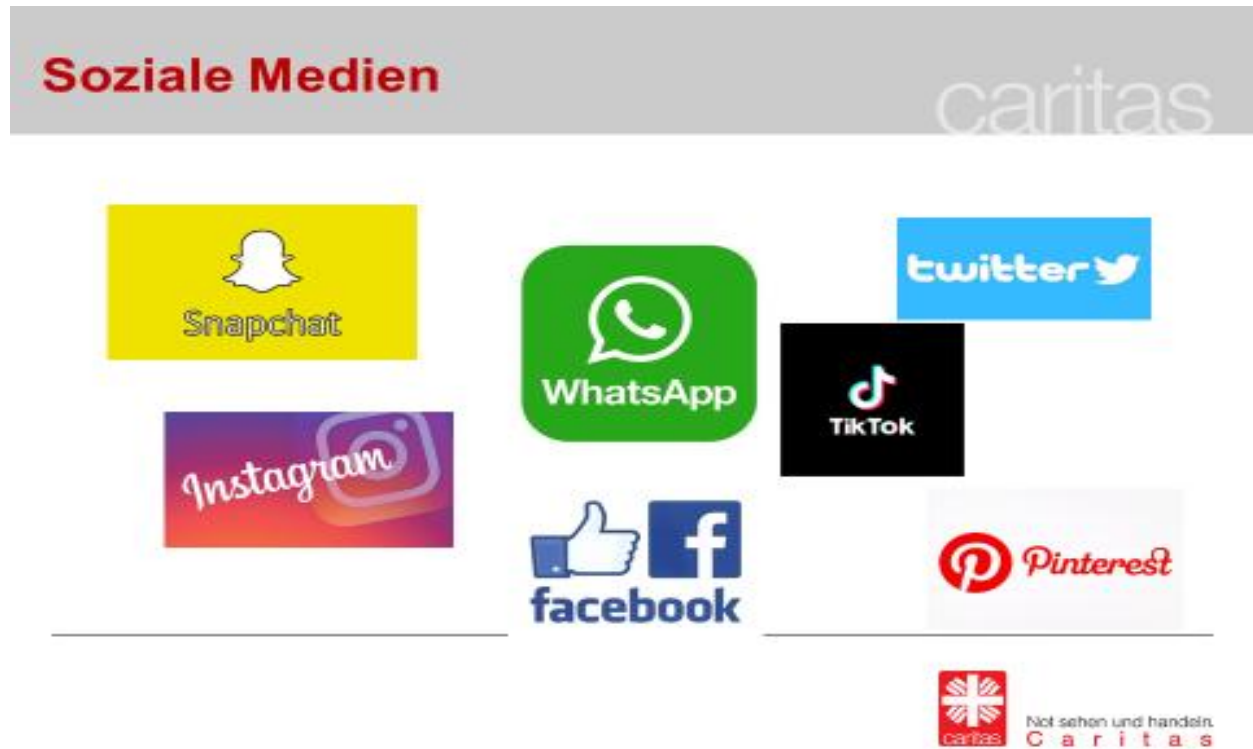 Soziale Medien
caritas
Snapchat
WhatsApp
twitter
TikTok
Instagram
facebook
Pinterest
caritas
Not sehen und handeln.
Caritas